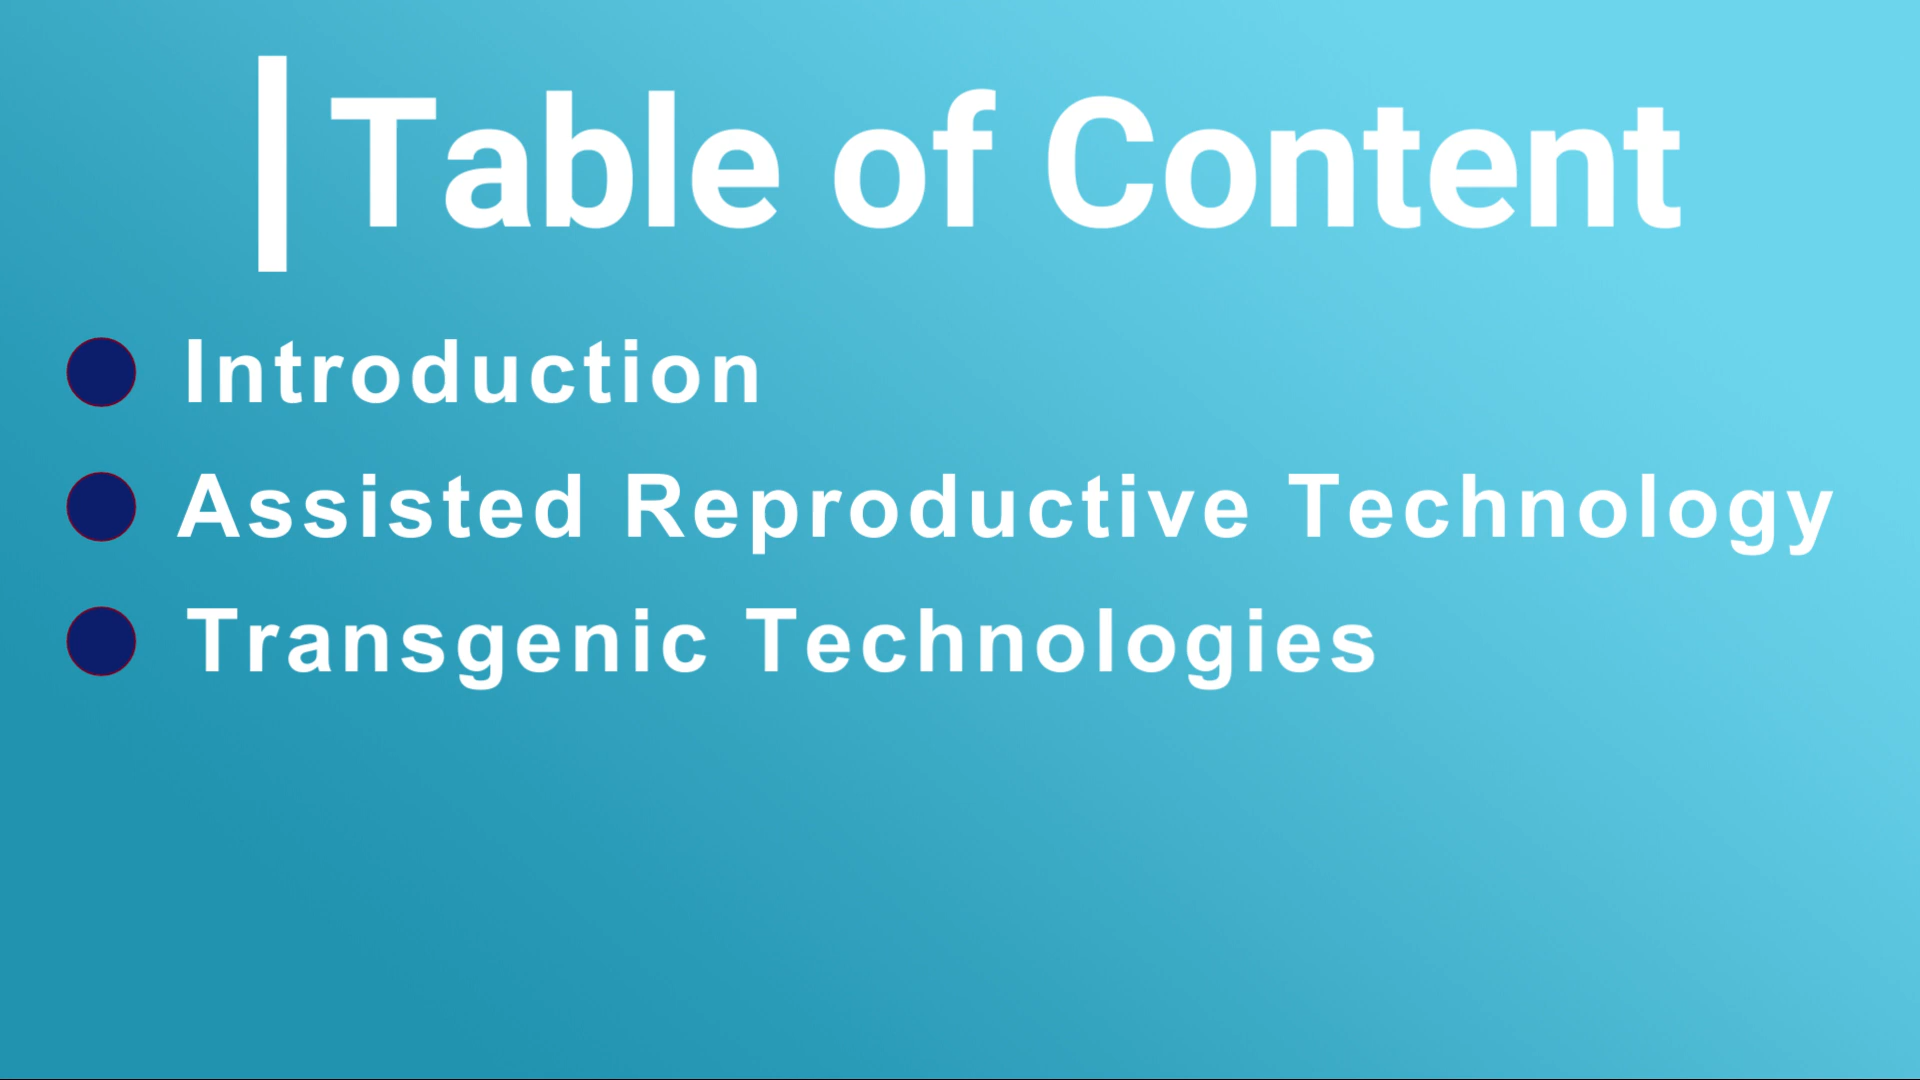 Table of Content
Introduction
Assisted Reproductive Technology
Transgenic Technologies